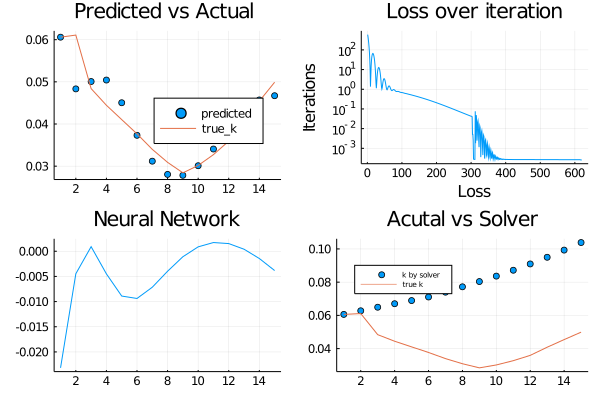 Predicted vs Actual
0.06
0.05
0.04
0.03
predicted
true_k
2 4 6 8 10 12 14
Loss over iteration
Iterations
10²
10¹
10⁰
10⁻¹
10⁻²
10⁻³
0 100 200 300 400 500 600
Loss
Neural Network
0.000
-0.005
-0.010
-0.015
-0.020
2 4 6 8 10 12 14
Acutal vs Solver
0.10
0.08
0.06
0.04
k by solver
true k
2 4 6 8 10 12 14